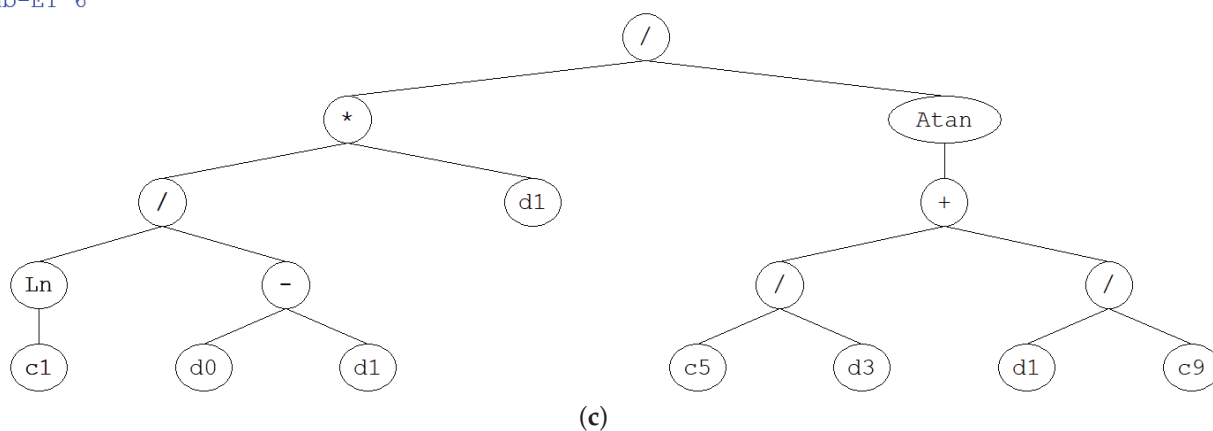 /
* Atan
/ d1 +
Ln - / /
c1 d0 d1 c5 d3 d1 c9
(c)